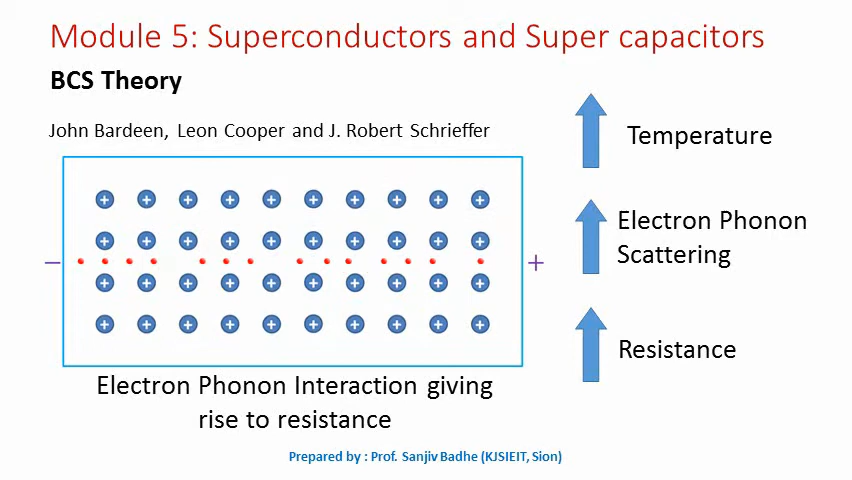 Module 5: Superconductors and Super capacitors
BCS Theory
John Bardeen, Leon Cooper and J. Robert Schrieffer
Temperature
Electron Phonon
Scattering
− +
Resistance
Electron Phonon Interaction giving
rise to resistance
Prepared by : Prof. Sanjiv Badhe (KJSIEIT, Sion)